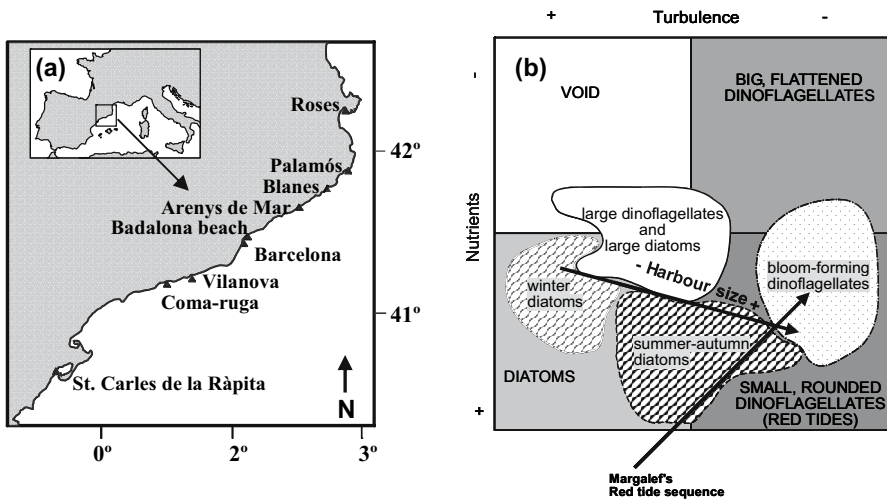 (a)
Roses
Palamós
Blanes
Arenys de Mar
Badalona beach
Barcelona
Vilanova
Coma-ruga
St. Carles de la Ràpita
N
42º
41º
0º
2º
3º
+ Turbulence -
(b)
Nutrients
-
+
VOID
BIG, FLATTENED
DINOFLAGELLATES
large dinoflagellates
and
large diatoms
- Harbour size +
bloom-forming
dinoflagellates
winter
diatoms
summer-autumn
diatoms
DIATOMS
SMALL, ROUNDED
DINOFLAGELLATES
(RED TIDES)
Margalef's
Red tide sequence